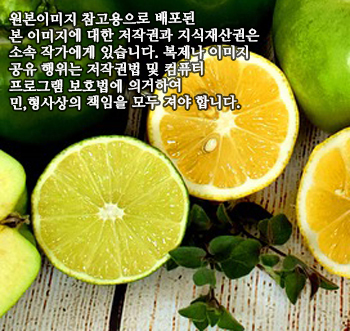 원본이미지 참고용으로 배포된
본 이미지에 대한 저작권과 지식재산권은
소속 작가에게 있습니다. 복제나 이미지
공유 행위는 저작권법 및 컴퓨터
프로그렘 보호법에 의거하여
민,형사상의 책임을 모두 져야 합니다.